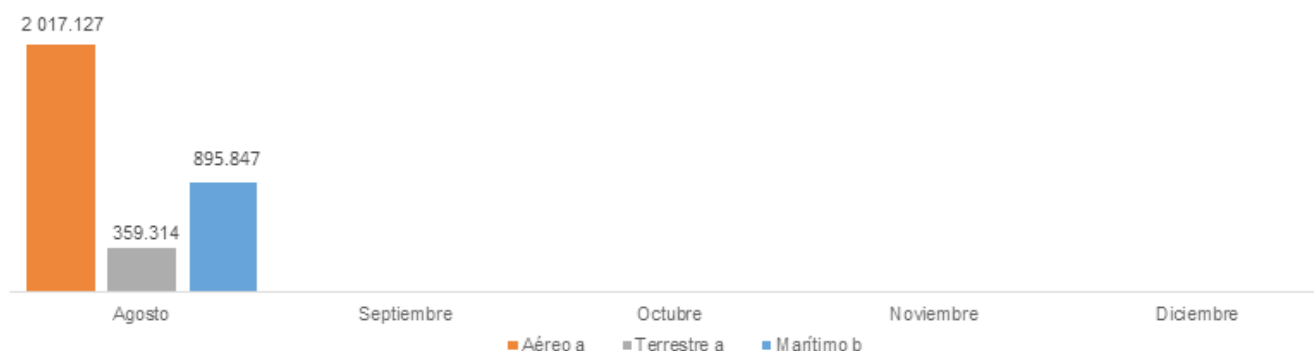 2 017.127
895.847
359.314
Agosto Septiembre Octubre Noviembre Diciembre
Aéreo a Terrestre a Marítimo b